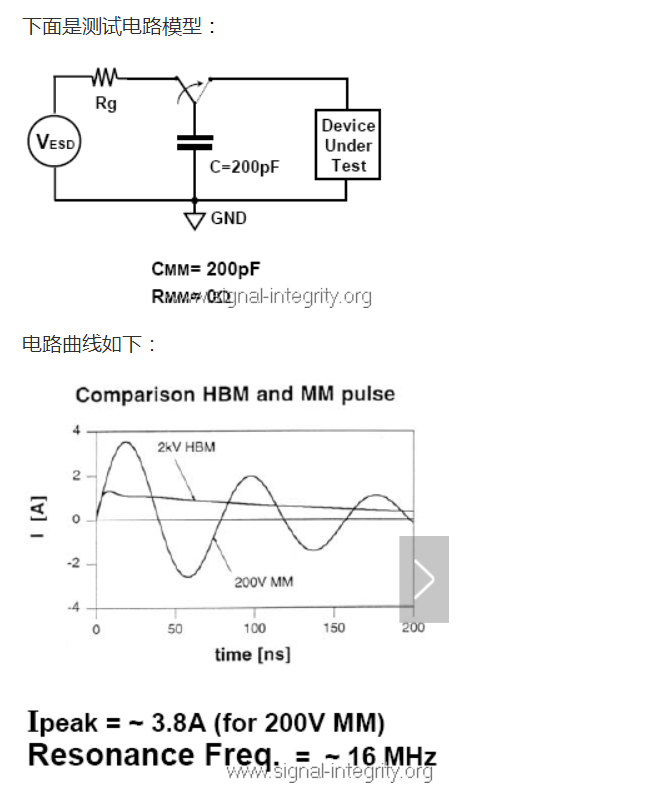 下面是测试电路模型：
Rg
VESD
Device
Under
Test
C=200pF
GND
CMM= 200pF
RMM≈ 0Ω
www.signal-integrity.org
电路曲线如下：
Comparison HBM and MM pulse
4
2kV HBM
2
I [A]
0
-2
200V MM
-4
0 50 100 150 200
time [ns]
Ipeak = ~ 3.8A (for 200V MM)
Resonance Freq. = ~ 16 MHz
www.signal-integrity.org